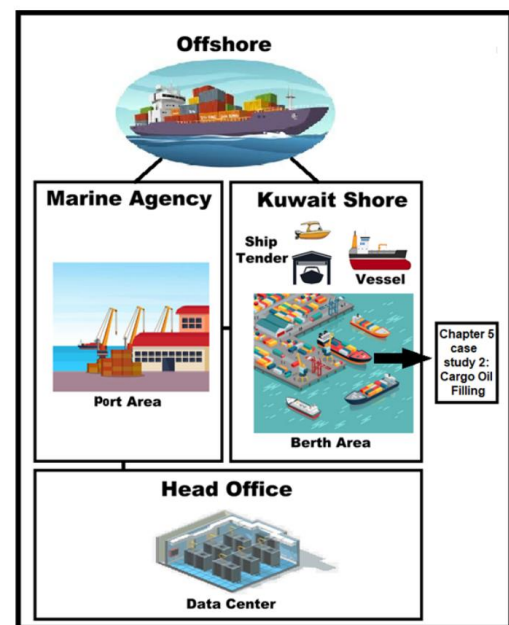 Offshore
Marine Agency
Port Area
Kuwait Shore
Ship
Tender
Vessel
Berth Area
Chapter 5
case
study 2:
Cargo Oil
Filling
Head Office
Data Center